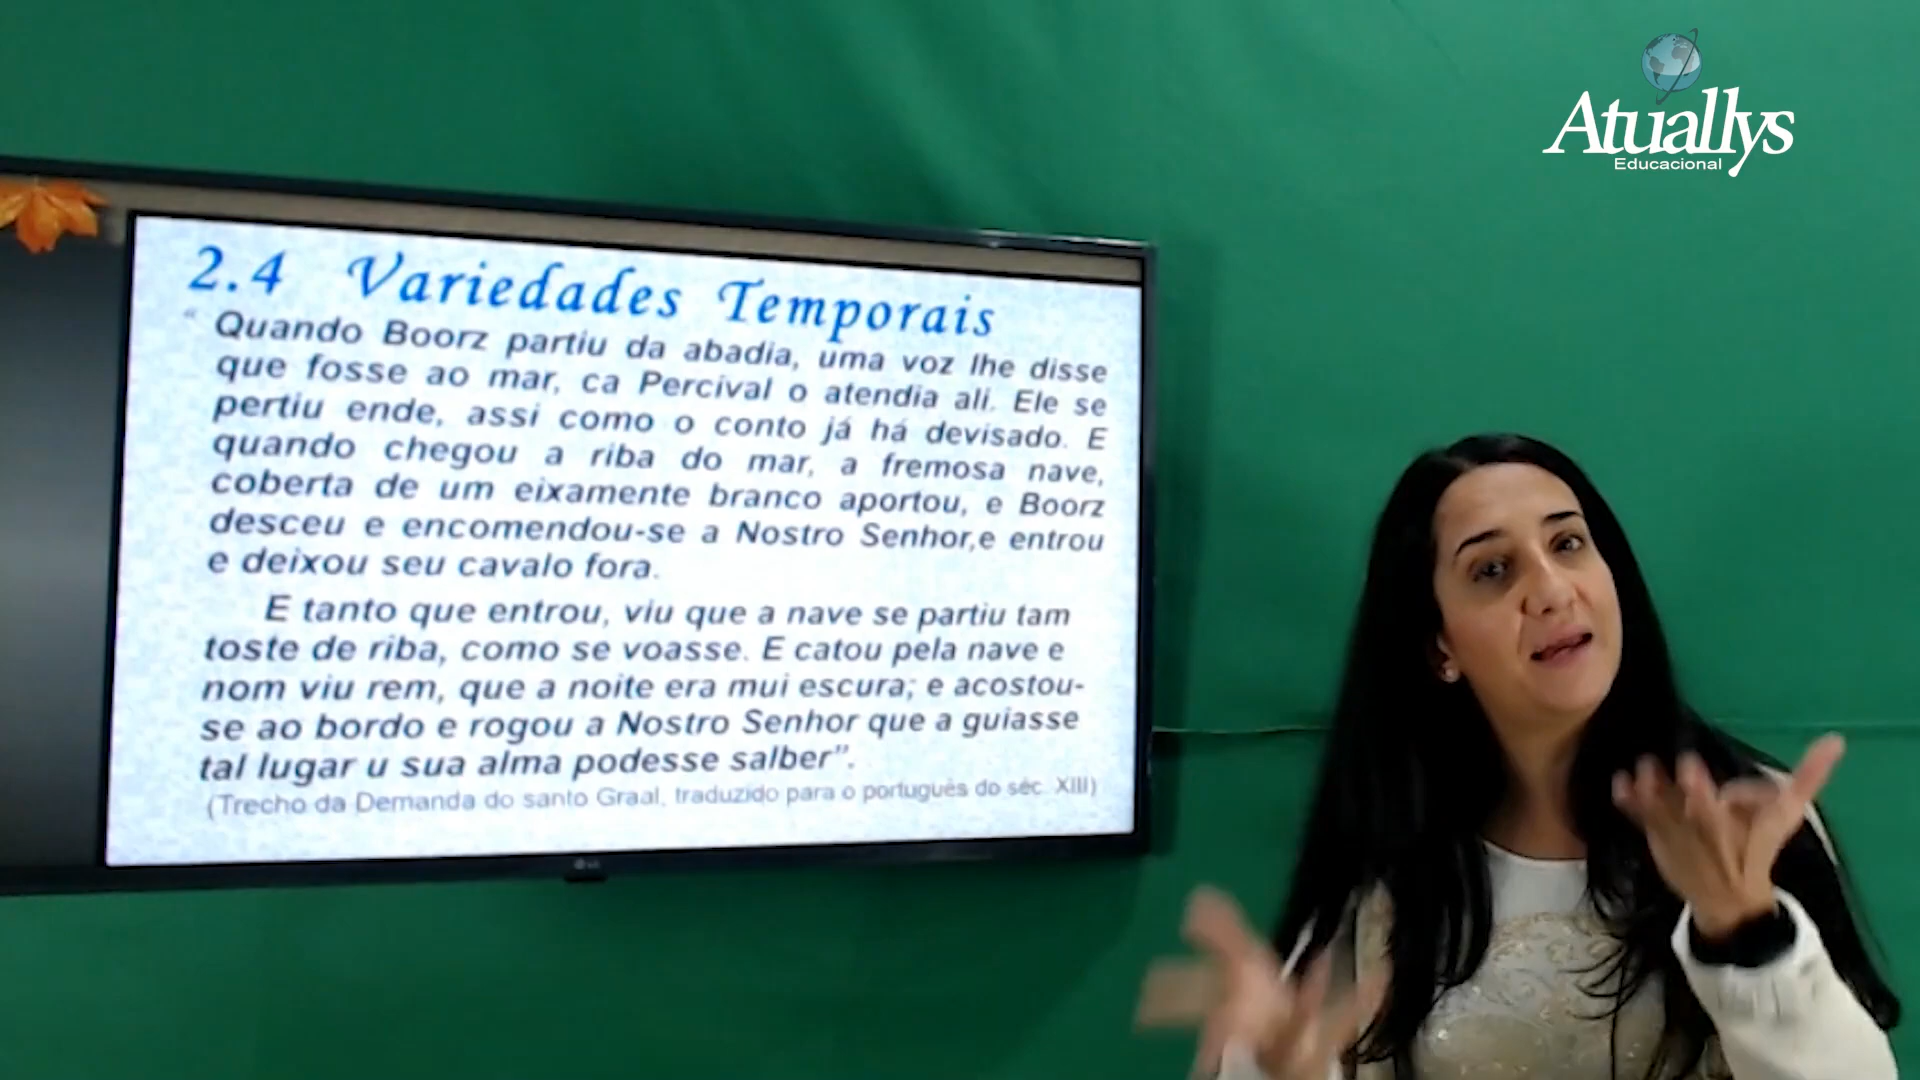 Atuallys
Educacional
2.4 Variedades Temporais
“ Quando Boorz partiu da abadia, uma voz lhe disse
que fosse ao mar, ca Percival o atendia ali. Ele se
pertiu ende, assi como o conto já há devisado. E
quando chegou a riba do mar, a fremosa nave,
coberta de um eixamente branco aportou, e Boorz
desceu e encomendou-se a Nostro Senhor,e entrou
e deixou seu cavalo fora.
E tanto que entrou, viu que a nave se partiu tam
toste de riba, como se voasse. E catou pela nave e
nom viu rem, que a noite era mui escura; e acostou-
se ao bordo e rogou a Nostro Senhor que a guiasse
tal lugar u sua alma podesse salber”.
(Trecho da Demanda do santo Graal, traduzido para o português do séc. XIII)
LG